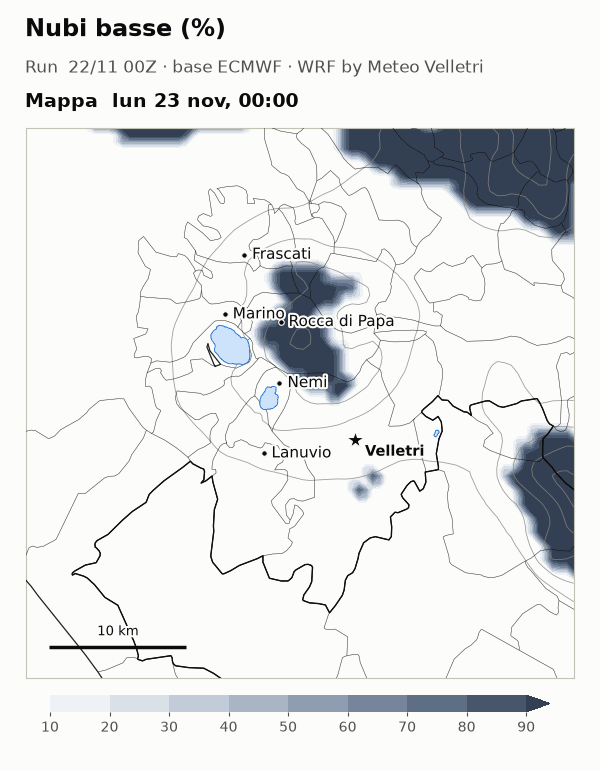 Nubi basse (%)
Run  22/11 00Z · base ECMWF · WRF by Meteo Velletri
Mappa  lun 23 nov, 00:00
Frascati
Marino
Rocca di Papa
Nemi
Velletri
Lanuvio
10 km
10 20 30 40 50 60 70 80 90